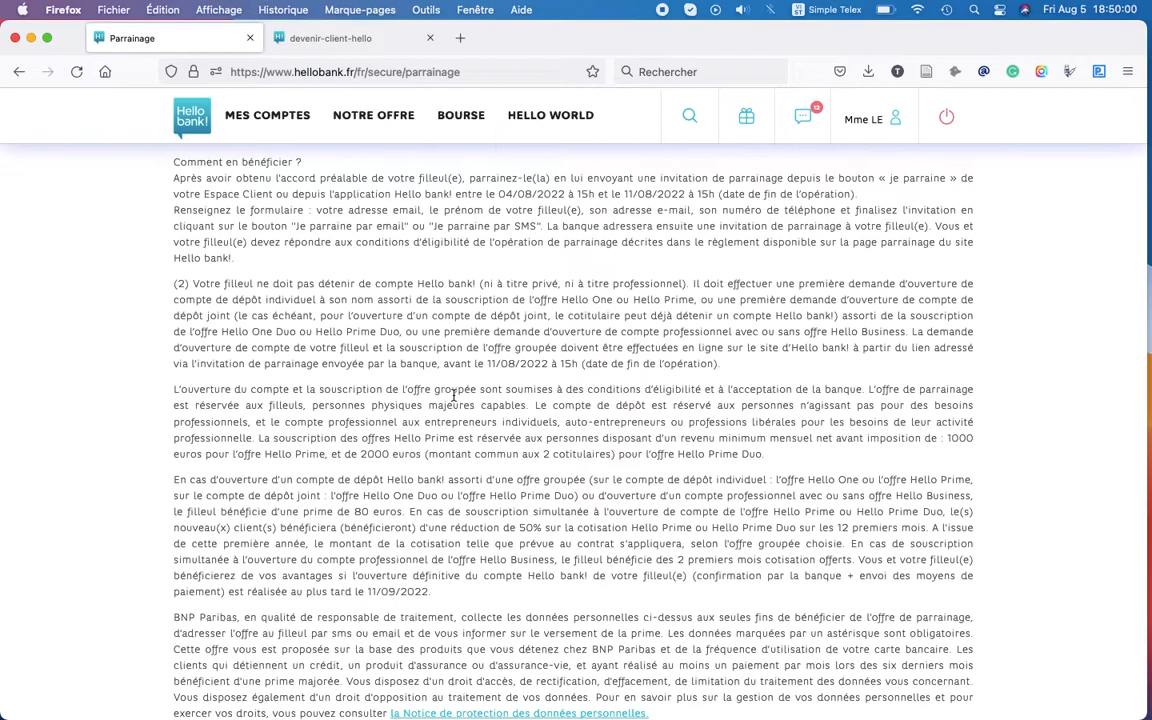 Firefox Fichier Édition Affichage Historique Marque-pages Outils Fenêtre Aide Simple Telex Fri Aug 5 18:50:00
Parrainage devenir-client-hello
https://www.hellobank.fr/fr/secure/parrainage Rechercher
Hello bank! MES COMPTES NOTRE OFFRE BOURSE HELLO WORLD 12 Mme LE
Comment en bénéficier ?
Après avoir obtenu l'accord préalable de votre filleul(e), parrainez-le(la) en lui envoyant une invitation de parrainage depuis le bouton « je parraine » de
votre Espace Client ou depuis l'application Hello bank! entre le 04/08/2022 à 15h et le 11/08/2022 à 15h (date de fin de l'opération).
Renseignez le formulaire : votre adresse email, le prénom de votre filleul(e), son adresse e-mail, son numéro de téléphone et finalisez l'invitation en
cliquant sur le bouton "Je parraine par email" ou "Je parraine par SMS". La banque adressera ensuite une invitation de parrainage à votre filleul(e). Vous et
votre filleul(e) devez répondre aux conditions d'éligibilité de l'opération de parrainage décrites dans le règlement disponible sur la page parrainage du site
Hello bank!.
(2) Votre filleul ne doit pas détenir de compte Hello bank! (ni à titre privé, ni à titre professionnel). Il doit effectuer une première demande d'ouverture de
compte de dépôt individuel à son nom assorti de la souscription de l'offre Hello One ou Hello Prime, ou une première demande d'ouverture de compte de
dépôt joint (le cas échéant, pour l'ouverture d'un compte de dépôt joint, le cotitulaire peut déjà détenir un compte Hello bank!) assorti de la souscription
de l'offre Hello One Duo ou Hello Prime Duo, ou une première demande d'ouverture de compte professionnel avec ou sans offre Hello Business. La demande
d'ouverture de compte de votre filleul et la souscription de l'offre groupée doivent être effectuées en ligne sur le site d'Hello bank! à partir du lien adressé
via l'invitation de parrainage envoyée par la banque, avant le 11/08/2022 à 15h (date de fin de l'opération).
L'ouverture du compte et la souscription de l'offre groupée sont soumises à des conditions d'éligibilité et à l'acceptation de la banque. L'offre de parrainage
est réservée aux filleuls, personnes physiques majeures capables. Le compte de dépôt est réservé aux personnes n'agissant pas pour des besoins
professionnels, et le compte professionnel aux entrepreneurs individuels, auto-entrepreneurs ou professions libérales pour les besoins de leur activité
professionnelle. La souscription des offres Hello Prime est réservée aux personnes disposant d'un revenu minimum mensuel net avant imposition de : 1000
euros pour l'offre Hello Prime, et de 2000 euros (montant commun aux 2 cotitulaires) pour l'offre Hello Prime Duo.
En cas d'ouverture d'un compte de dépôt Hello bank! assorti d'une offre groupée (sur le compte de dépôt individuel : l'offre Hello One ou l'offre Hello Prime,
sur le compte de dépôt joint : l'offre Hello One Duo ou l'offre Hello Prime Duo) ou d'ouverture d'un compte professionnel avec ou sans offre Hello Business,
le filleul bénéficie d'une prime de 80 euros. En cas de souscription simultanée à l'ouverture de compte de l'offre Hello Prime ou Hello Prime Duo, le(s)
nouveau(x) client(s) bénéficiera (bénéficieront) d'une réduction de 50% sur la cotisation Hello Prime ou Hello Prime Duo sur les 12 premiers mois. A l'issue
de cette première année, le montant de la cotisation telle que prévue au contrat s'appliquera, selon l'offre groupée choisie. En cas de souscription
simultanée à l'ouverture du compte professionnel de l'offre Hello Business, le filleul bénéficie des 2 premiers mois cotisation offerts. Vous et votre filleul(e)
bénéficierez de vos avantages si l'ouverture définitive du compte Hello bank! de votre filleul(e) (confirmation par la banque + envoi des moyens de
paiement) est réalisée au plus tard le 11/09/2022.
BNP Paribas, en qualité de responsable de traitement, collecte les données personnelles ci-dessus aux seules fins de bénéficier de l'offre de parrainage,
d'adresser l'offre au filleul par sms ou email et de vous informer sur le versement de la prime. Les données marquées par un astérisque sont obligatoires.
Cette offre vous est proposée sur la base des produits que vous détenez chez BNP Paribas et de la fréquence d'utilisation de votre carte bancaire. Les
clients qui détiennent un crédit, un produit d'assurance ou d'assurance-vie, et ayant réalisé au moins un paiement par mois lors des six derniers mois
bénéficient d'une prime majorée. Vous disposez d'un droit d'accès, de rectification, d'effacement, de limitation du traitement des données vous concernant.
Vous disposez également d'un droit d'opposition au traitement de vos données. Pour en savoir plus sur la gestion de vos données personnelles et pour
exercer vos droits, vous pouvez consulter la Notice de protection des données personnelles.